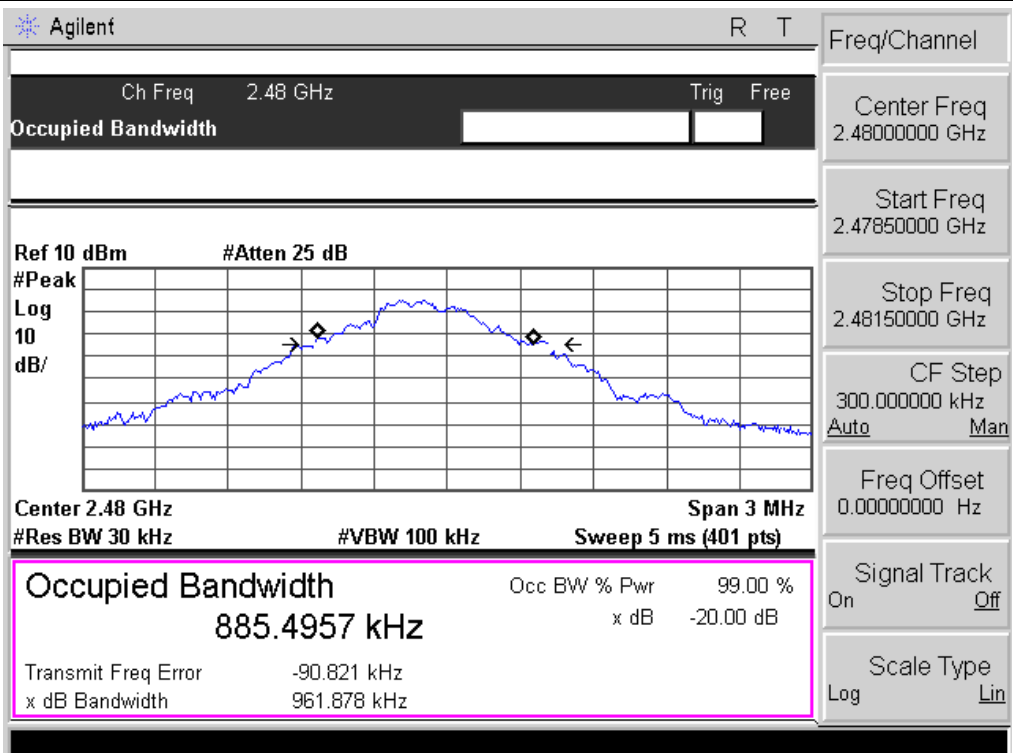 Agilent R T
Ch Freq 2.48 GHz Trig Free
Occupied Bandwidth
Ref 10 dBm #Atten 25 dB
#Peak
Log
10
dB/
Center 2.48 GHz Span 3 MHz
#Res BW 30 kHz #VBW 100 kHz Sweep 5 ms (401 pts)
Occupied Bandwidth Occ BW % Pwr 99.00 %
885.4957 kHz x dB -20.00 dB
Transmit Freq Error -90.821 kHz
x dB Bandwidth 961.878 kHz
Freq/Channel
Center Freq
2.48000000 GHz
Start Freq
2.47850000 GHz
Stop Freq
2.48150000 GHz
CF Step
300.000000 kHz
Auto Man
Freq Offset
0.00000000 Hz
Signal Track
On Off
Scale Type
Log Lin